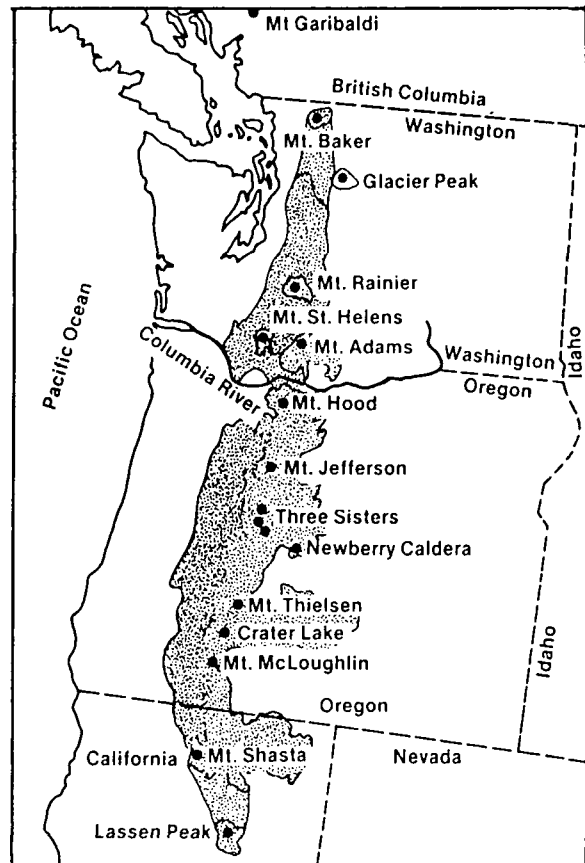 Mt Garibaldi
British Columbia
Washington
Mt. Baker
Glacier Peak
Mt. Rainier
Mt. St. Helens
Mt. Adams
Pacific Ocean
Columbia River
Washington
Oregon
Idaho
Mt. Hood
Mt. Jefferson
Three Sisters
Newberry Caldera
Mt. Thielsen
Crater Lake
Mt. McLoughlin
Idaho
Oregon
California
Mt. Shasta
Nevada
Lassen Peak